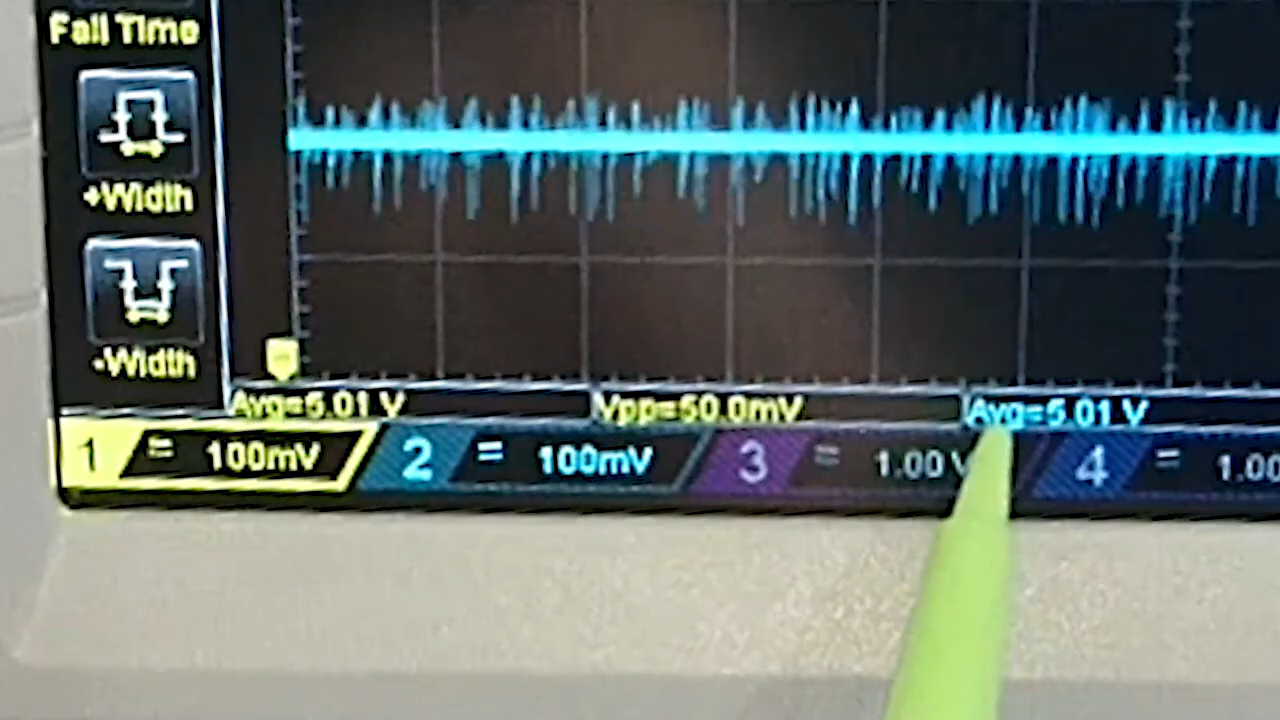 Fall Time
+Width
-Width
Avg=5.01 V Vpp=50.0mV Avg=5.01 V
1 = 100mV 2 = 100mV 3 = 1.00 V 4 = 1.00